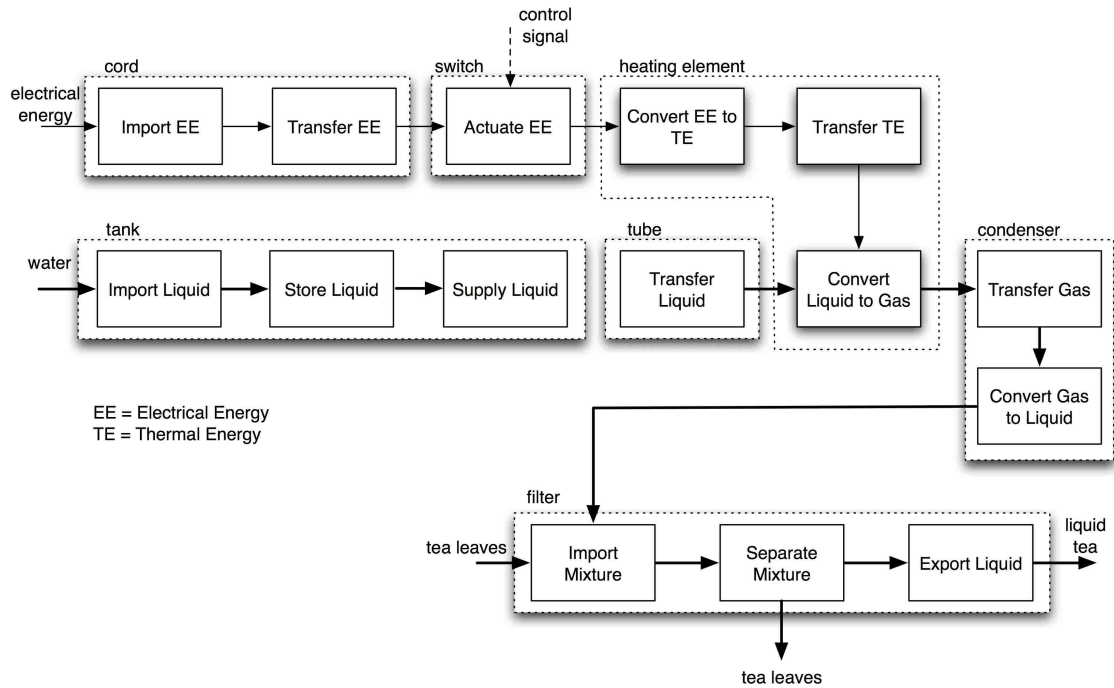 control
signal
cord
switch
heating element
electrical
energy
Import EE
Transfer EE
Actuate EE
Convert EE to
TE
Transfer TE
tank
tube
condenser
water
Import Liquid
Store Liquid
Supply Liquid
Transfer
Liquid
Convert
Liquid to Gas
Transfer Gas
Convert Gas
to Liquid
EE = Electrical Energy
TE = Thermal Energy
filter
tea leaves
Import
Mixture
Separate
Mixture
Export Liquid
liquid
tea
tea leaves